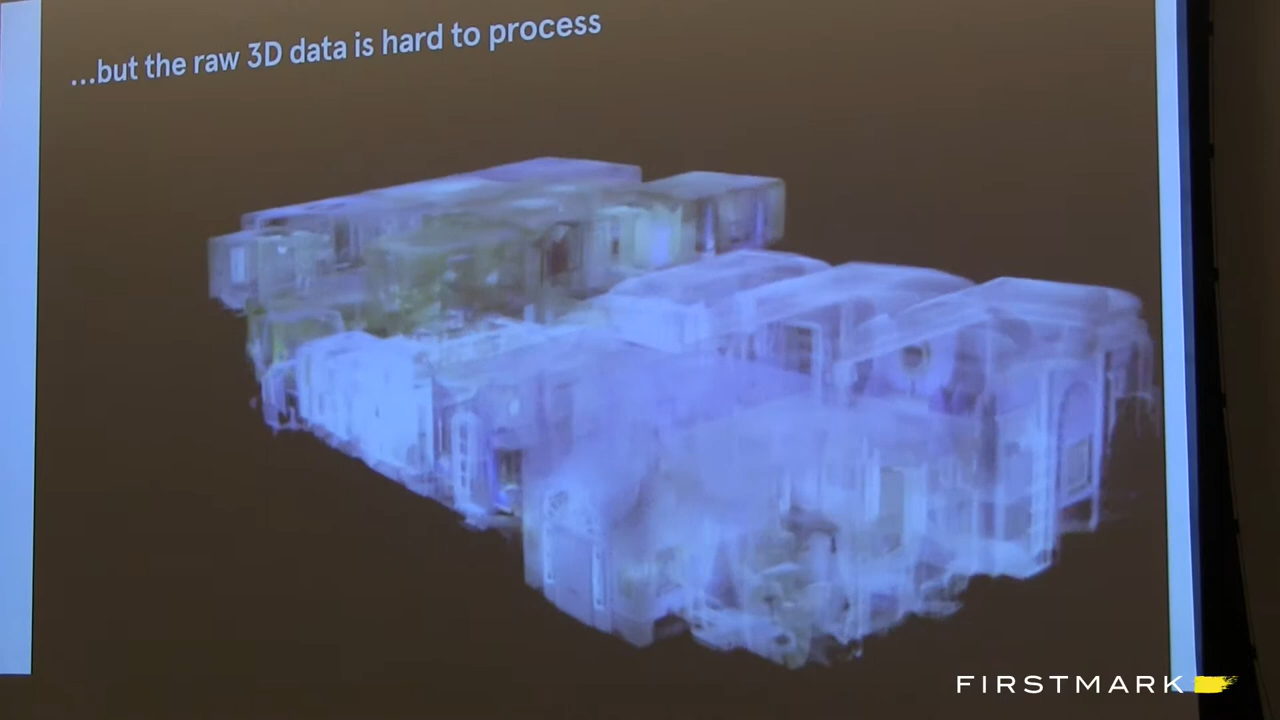 ...but the raw 3D data is hard to process
FIRSTMARK